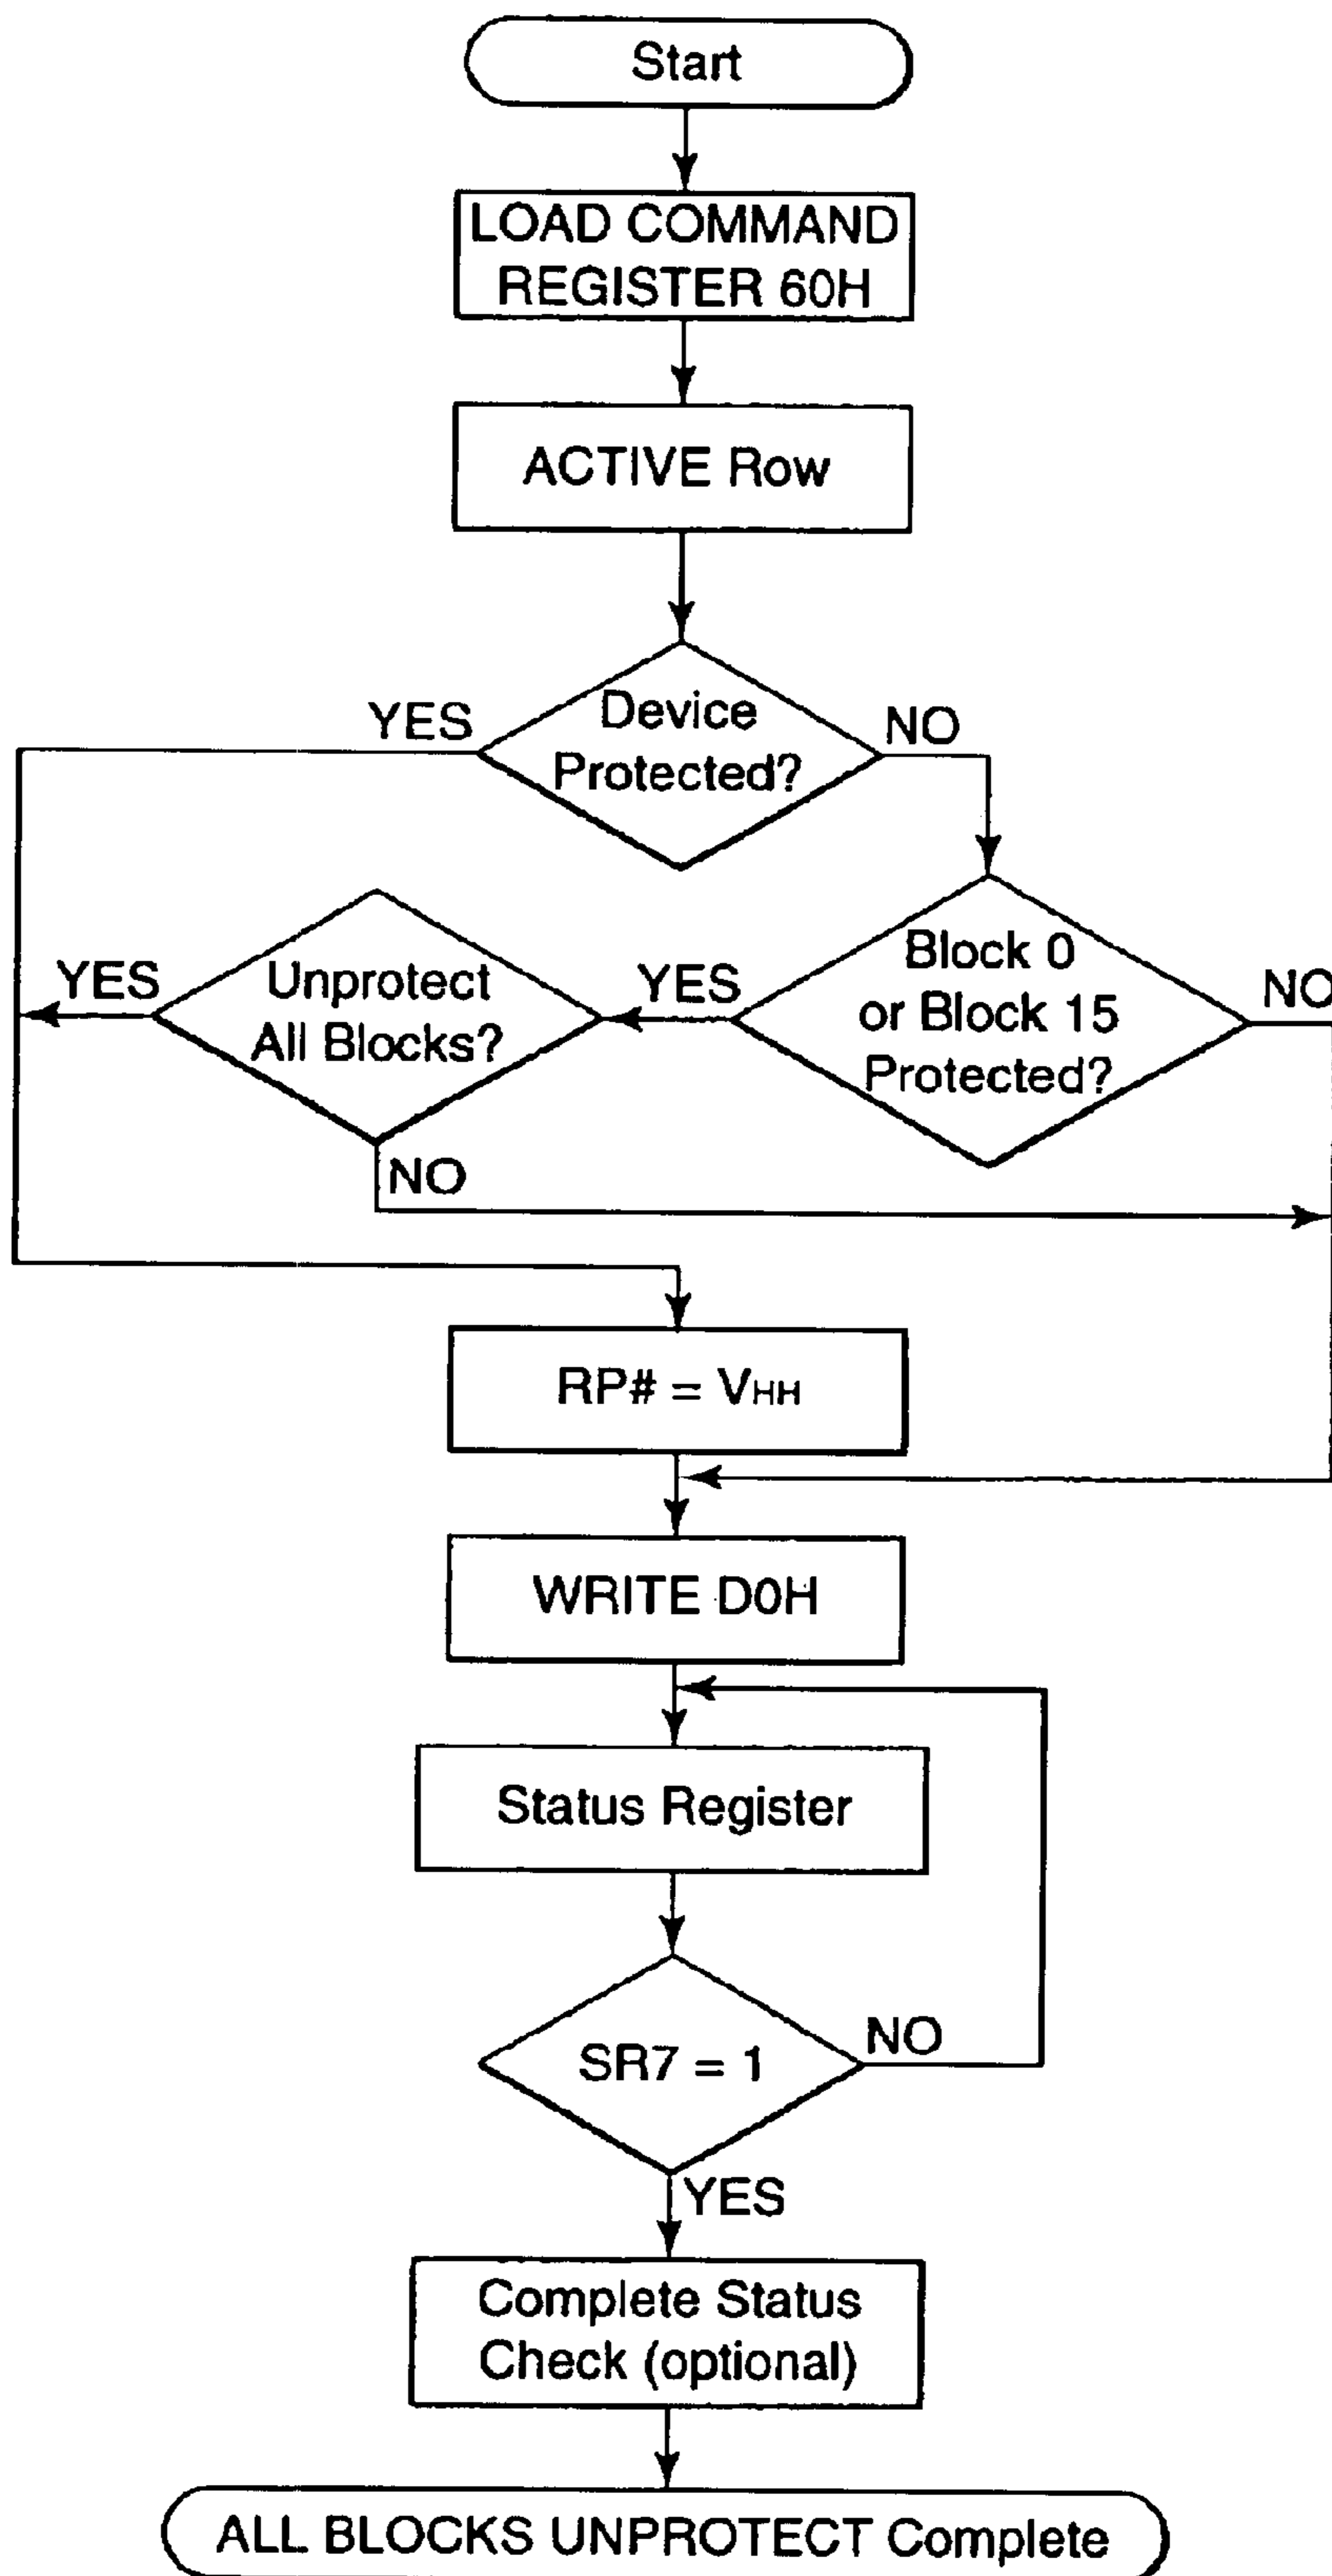 Start
LOAD COMMAND
REGISTER 60H
ACTIVE Row
YES
Device
Protected?
NO
YES
Unprotect
All Blocks?
YES
Block 0
or Block 15
Protected?
NO
NO
RP# = VHH
WRITE D0H
Status Register
SR7 = 1
NO
YES
Complete Status
Check (optional)
ALL BLOCKS UNPROTECT Complete